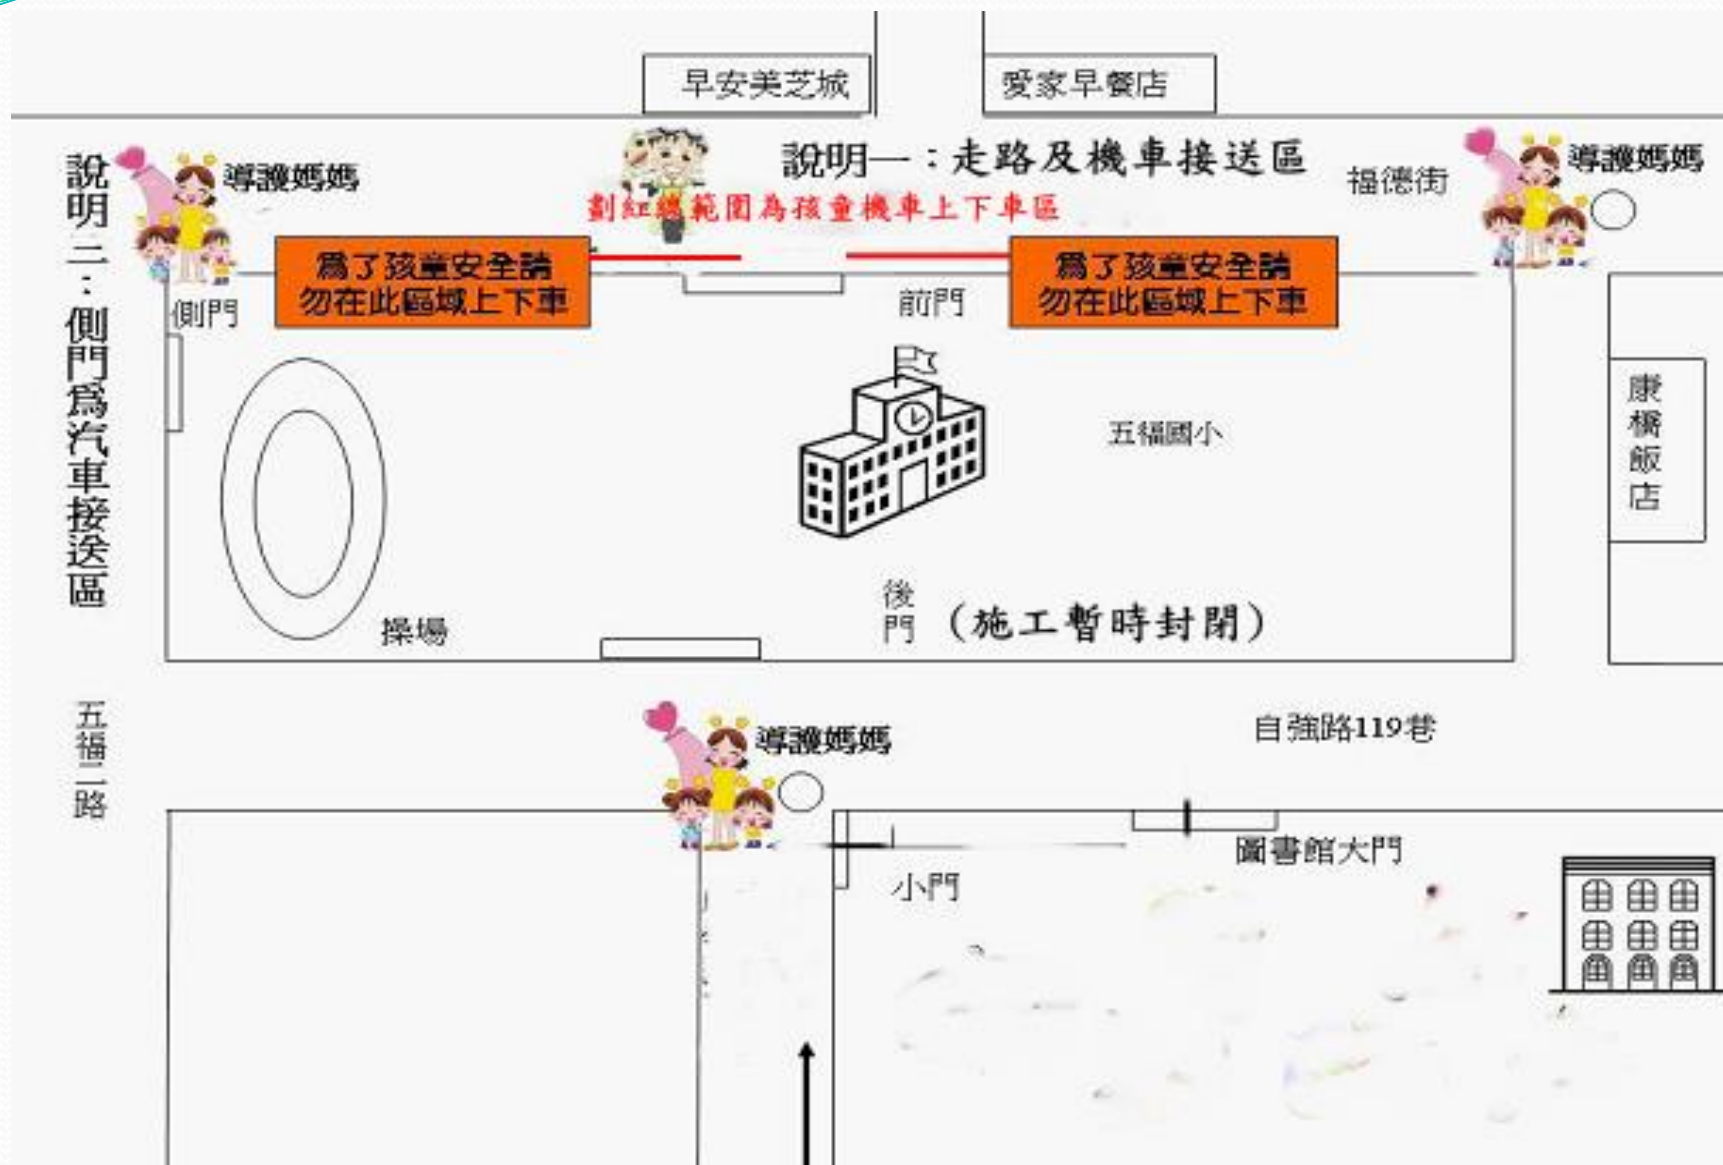 早安美芝城
愛家早餐店
說明一：走路及機車接送區
福德街
導護媽媽
導護媽媽
劃紅線範圍為孩童機車上下車區
說明二：側門為汽車接送區
為了孩童安全請
勿在此區域上下車
為了孩童安全請
勿在此區域上下車
側門
前門
五福國小
康橋飯店
操場
後門
(施工暫時封閉)
五福二路
導護媽媽
自強路119巷
圖書館大門
小門